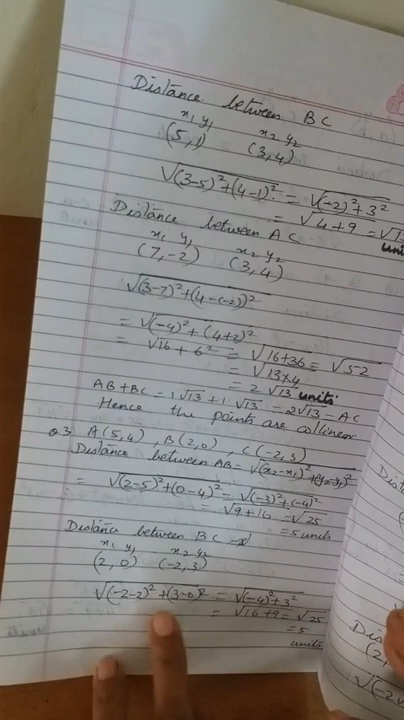 Distance between BC
x₁ y₁ x₂ y₂
(5,1) (3,4)
√(3-5)²+(4-1)² = √(-2)²+3²
= √4+9 = √13
units
Distance between AC
x₁ y₁ x₂ y₂
(7,-2) (3,4)
√(3-7)²+(4-(-2))²
= √(-4)²+(4+2)²
= √16+6² = √16+36 = √52
= √13×4
= 2√13 units
AB+BC = 1√13+1√13 = 2√13 = AC
Hence the points are collinear
Q3 A(5,4), B(2,0), C(-2,3)
Distance between AB = √(x₂-x₁)²+(y₂-y₁)²
= √(2-5)²+(0-4)² = √(-3)²+(-4)²
= √9+16 = √25
= 5 units
Distance between BC
x₁ y₁ x₂ y₂
(2,0) (-2,3)
√(-2-2)²+(3-0)² = √(-4)²+3²
= √16+9 = √25
= 5
units